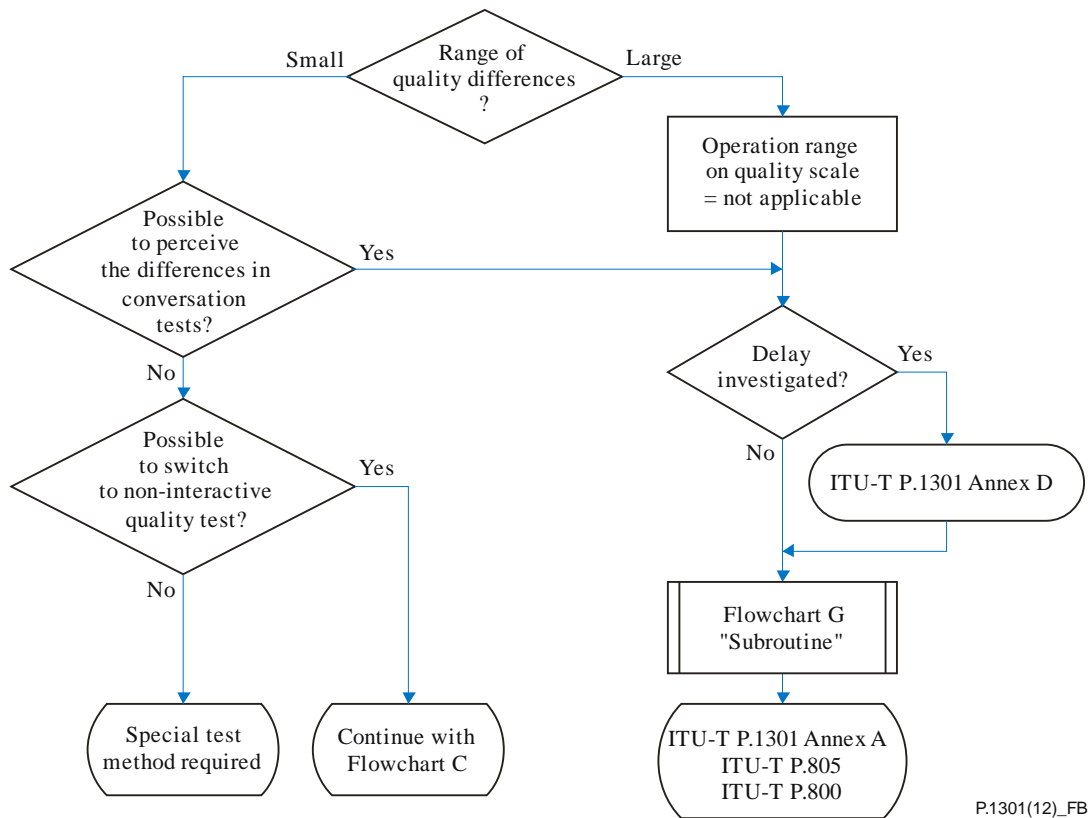 Range of
quality differences
?
Small
Large
Operation range
on quality scale
= not applicable
Possible
to perceive
the differences in
conversation
tests?
Yes
No
Delay
investigated?
Yes
No
Possible
to switch
to non-interactive
quality test?
Yes
No
ITU-T P.1301 Annex D
Flowchart G
"Subroutine"
Special test
method required
Continue with
Flowchart C
ITU-T P.1301 Annex A
ITU-T P.805
ITU-T P.800
P.1301(12)_FB